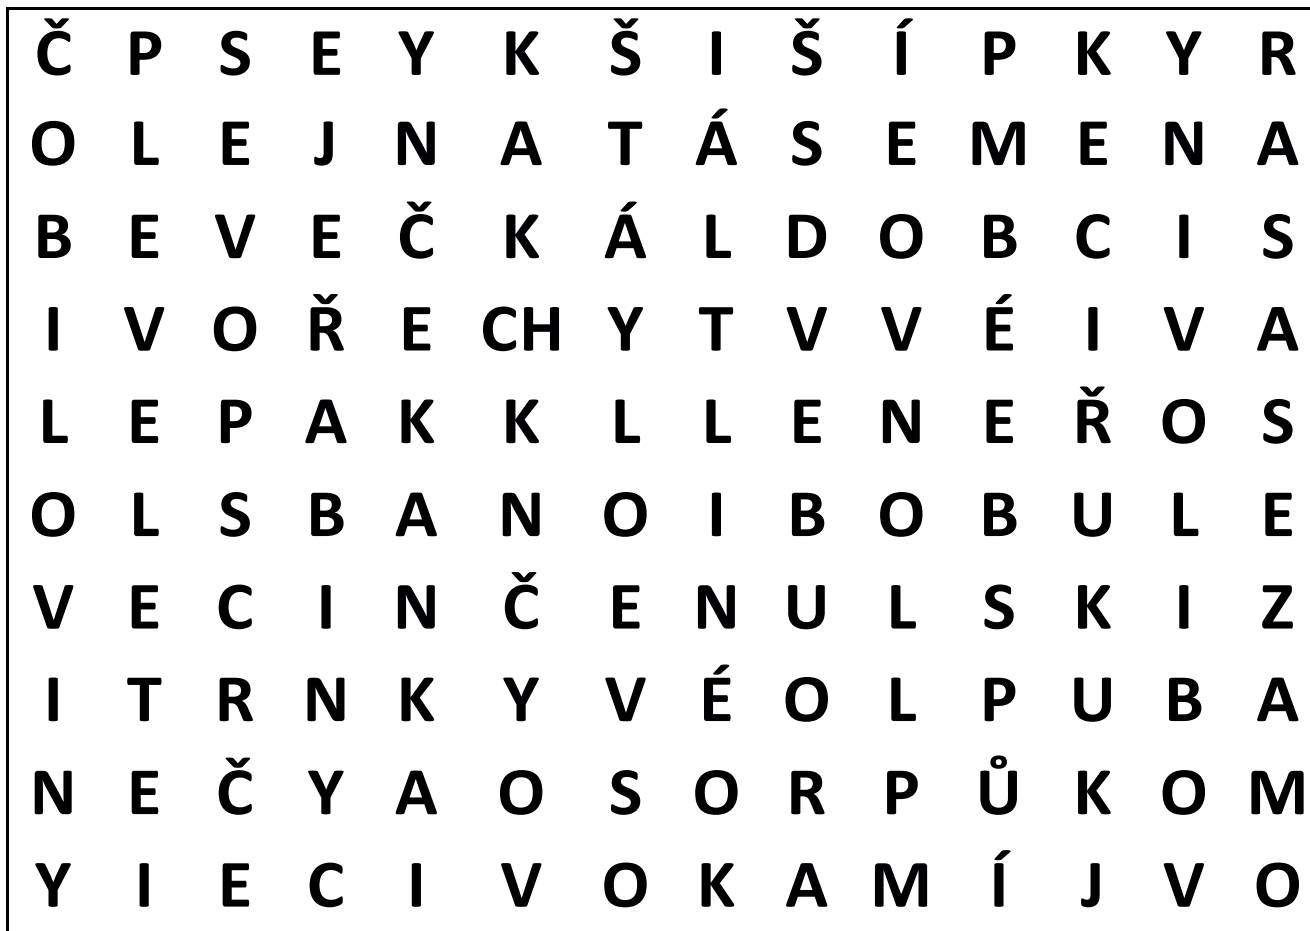 Č P S E Y K Š I Š Í P K Y R
O L E J N A T Á S E M E N A
B E V E Č K Á L D O B C I S
I V O Ř E CH Y T V V É I V A
L E P A K K L L E N E Ř O S
O L S B A N O I B O B U L E
V E C I N Č E N U L S K I Z
I T R N K Y V É O L P U B A
N E Č Y A O S O R P Ů K O M
Y I E C I V O K A M Í J V O